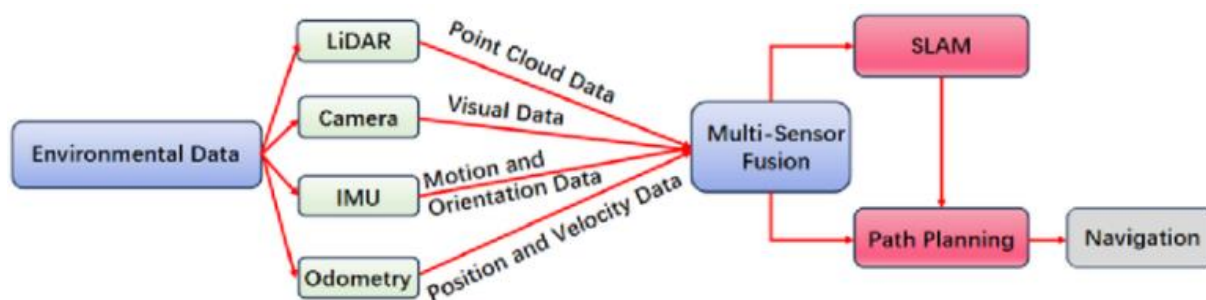 Environmental Data
LiDAR
Camera
IMU
Odometry
Point Cloud Data
Visual Data
Motion and
Orientation Data
Position and Velocity Data
Multi-Sensor
Fusion
SLAM
Path Planning
Navigation